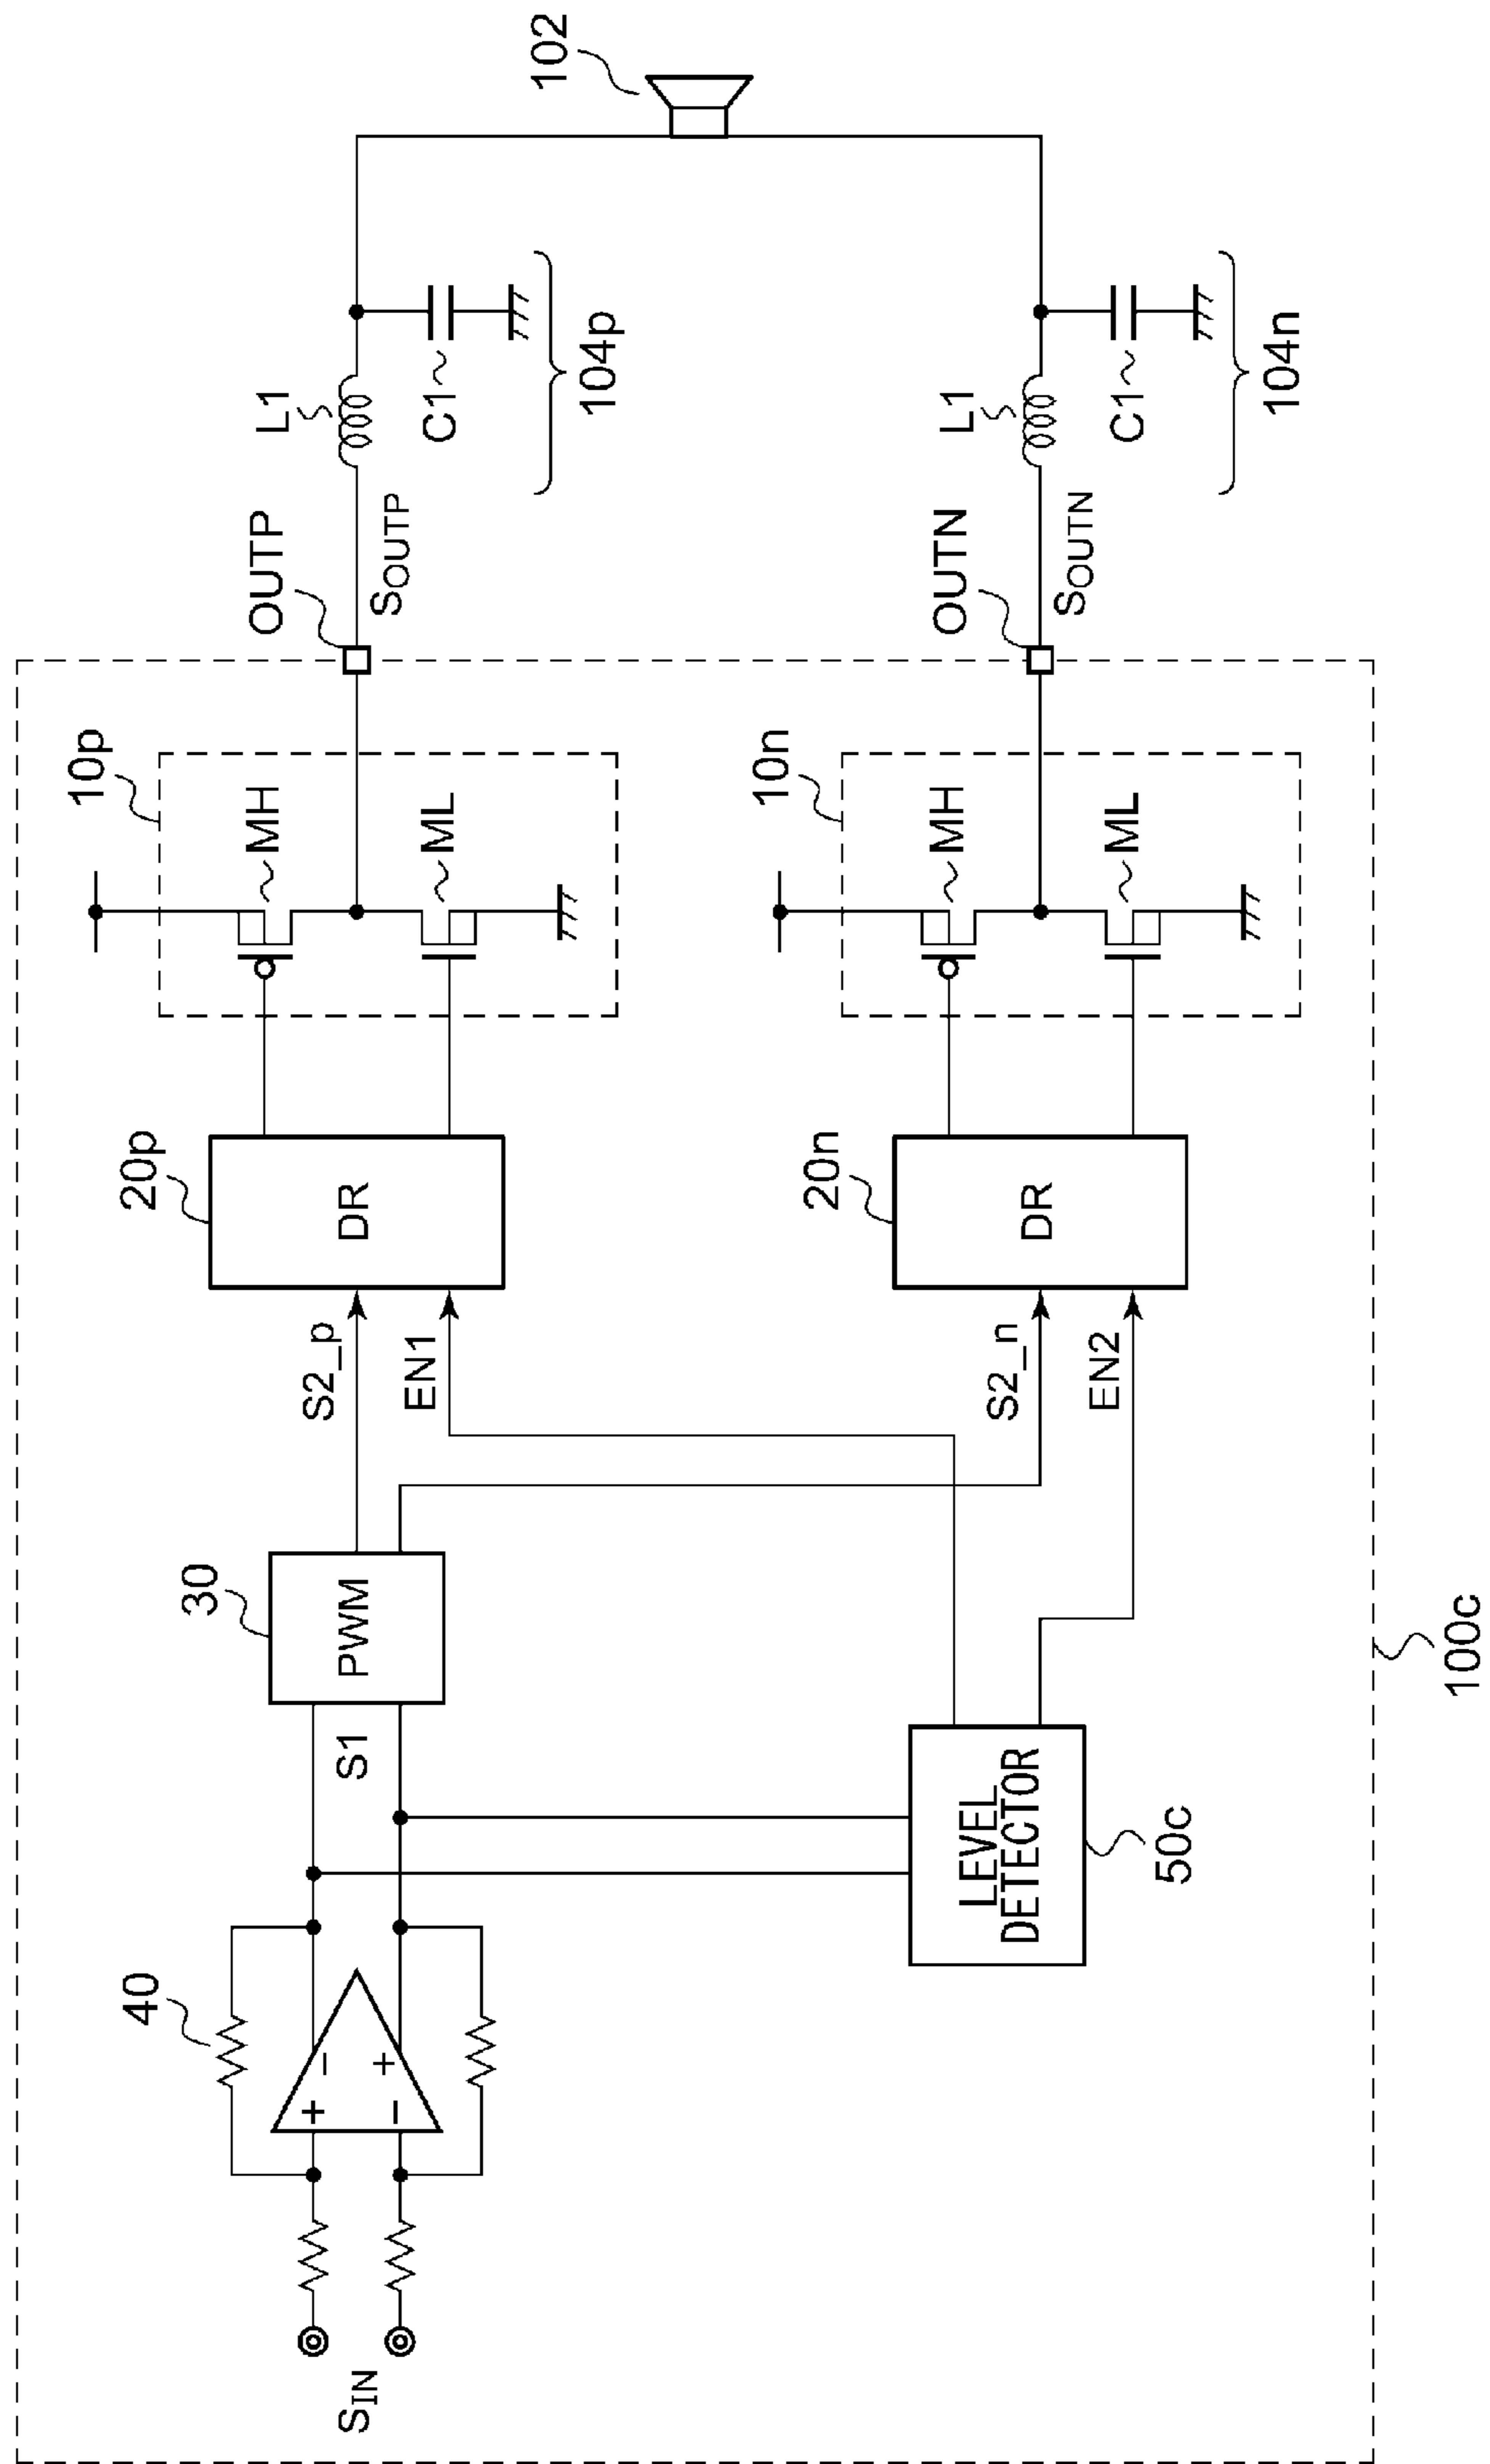 100c
10p
20p
30
40
MH
OUTP
L1
102
S2_p
DR
ML
SOUTP
C1
104p
SIN
+ −
− +
S1
PWM
EN1
10n
20n
MH
OUTN
L1
S2_n
DR
ML
SOUTN
C1
104n
LEVEL
DETECTOR
EN2
50c